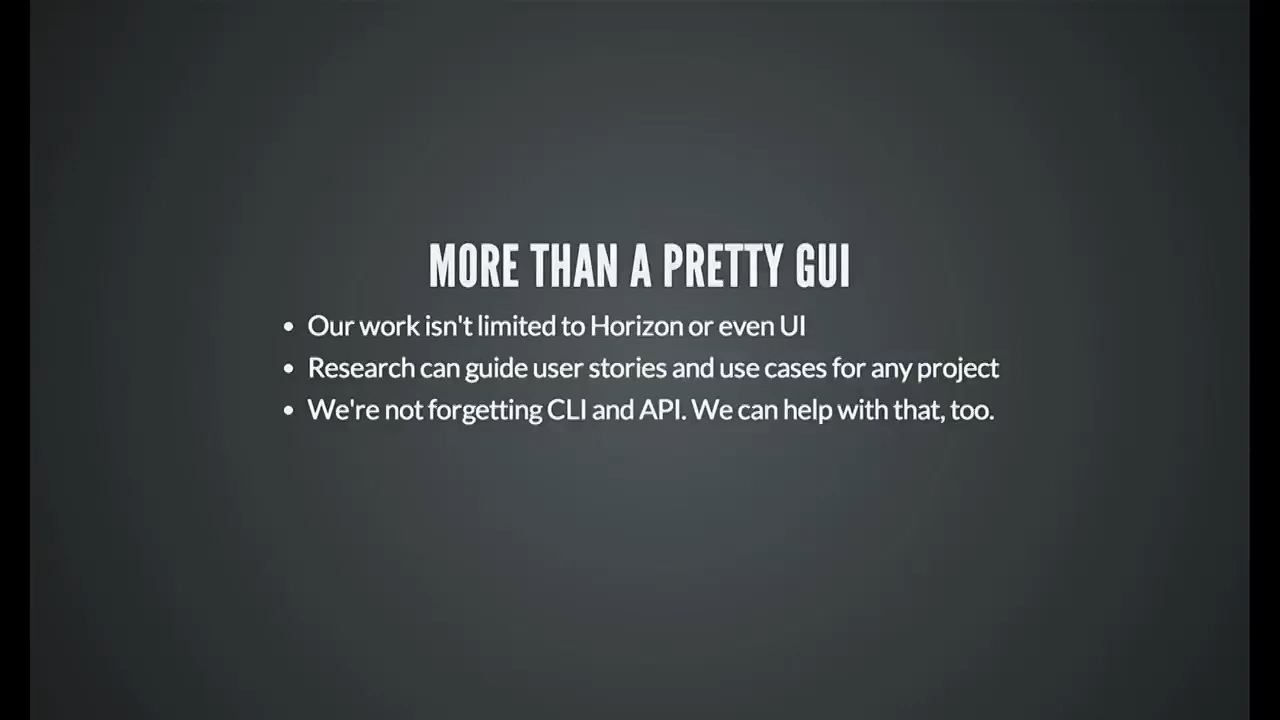 MORE THAN A PRETTY GUI
• Our work isn't limited to Horizon or even UI
• Research can guide user stories and use cases for any project
• We're not forgetting CLI and API. We can help with that, too.